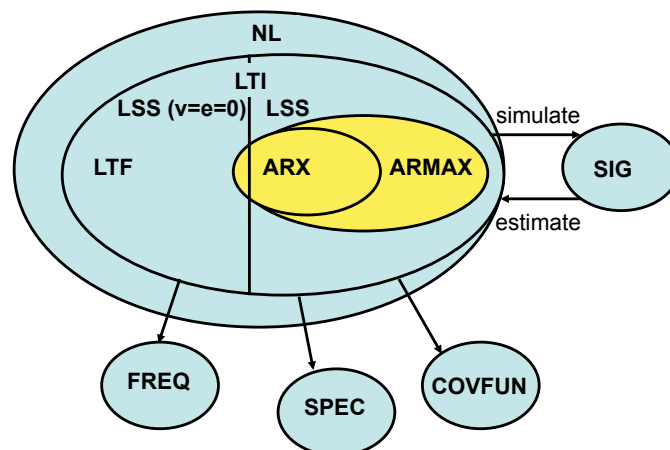 NL
LTI
LSS (v=e=0) LSS
simulate
LTF
ARX
ARMAX
SIG
estimate
FREQ
SPEC
COVFUN